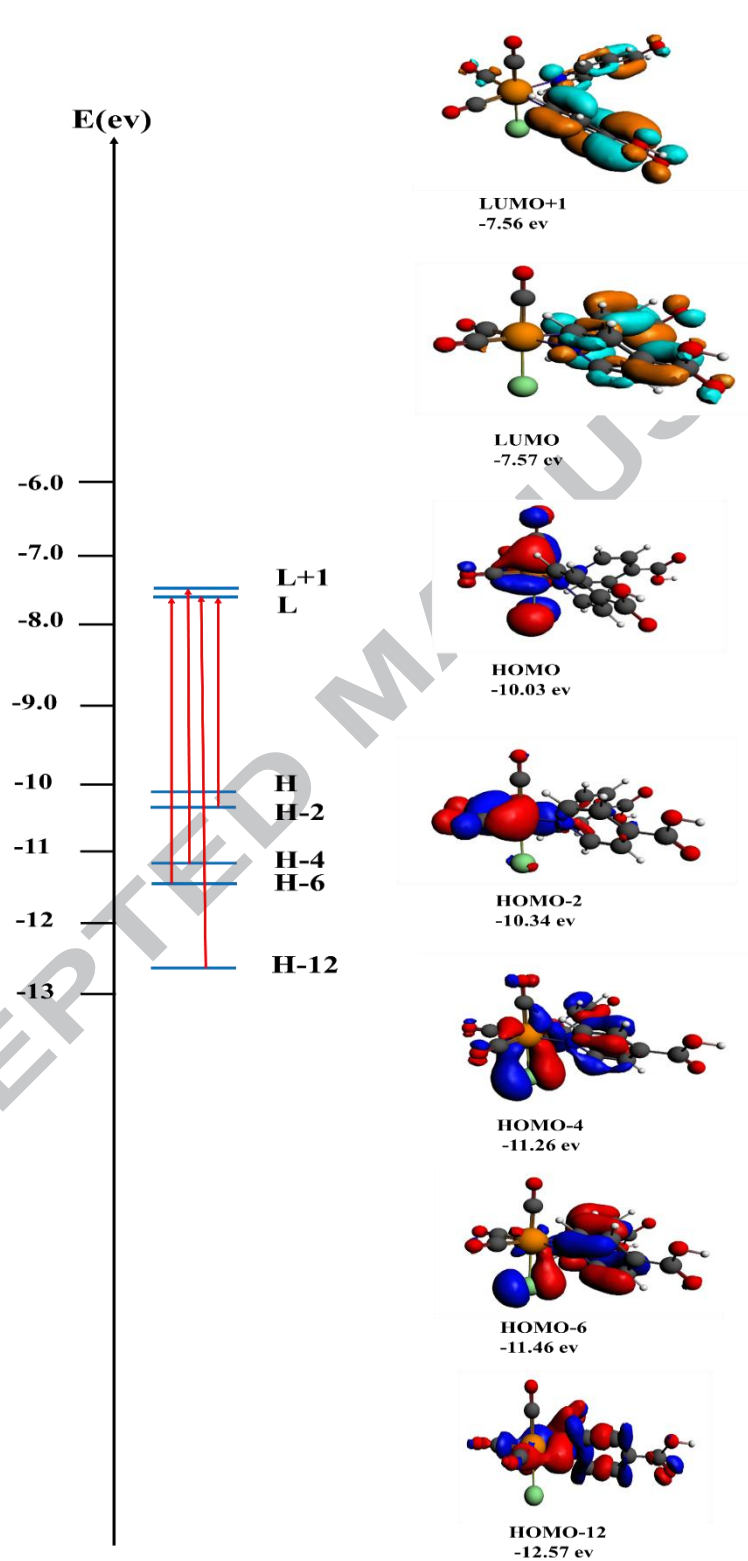 E(ev)
LUMO+1
-7.56 ev
LUMO
-7.57 ev
-6.0
-7.0
L+1
L
-8.0
HOMO
-10.03 ev
-9.0
-10
H
H-2
-11
H-4
H-6
HOMO-2
-10.34 ev
-12
H-12
-13
HOMO-4
-11.26 ev
HOMO-6
-11.46 ev
HOMO-12
-12.57 ev
EPTED MANUS